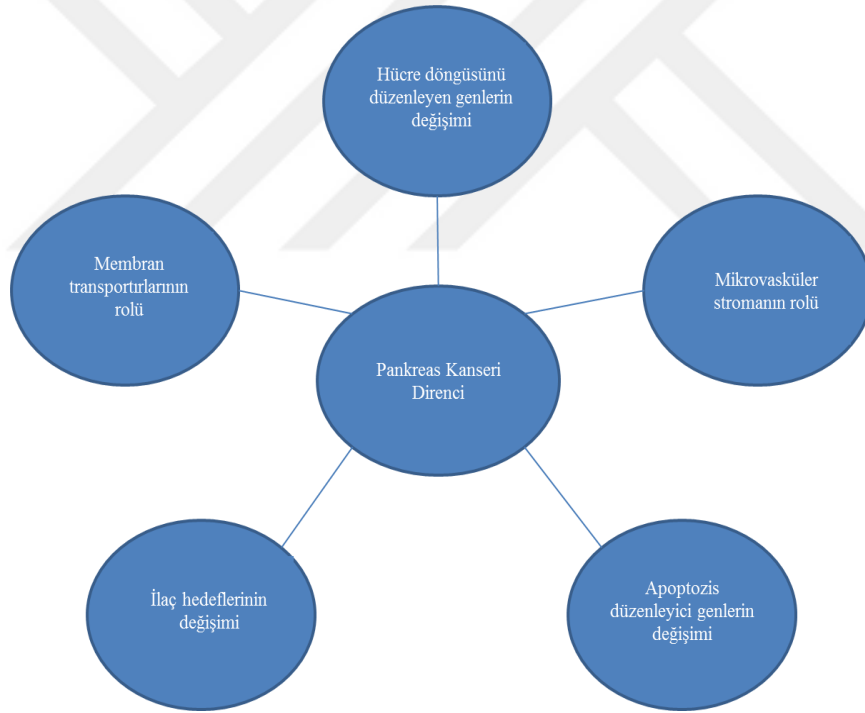 Hücre döngüsünü
düzenleyen genlerin
değişimi
Membran
transportırlarının
rolü
Mikrovasküler
stromanın rolü
Pankreas Kanseri
Direnci
İlaç hedeflerinin
değişimi
Apoptozis
düzenleyici genlerin
değişimi